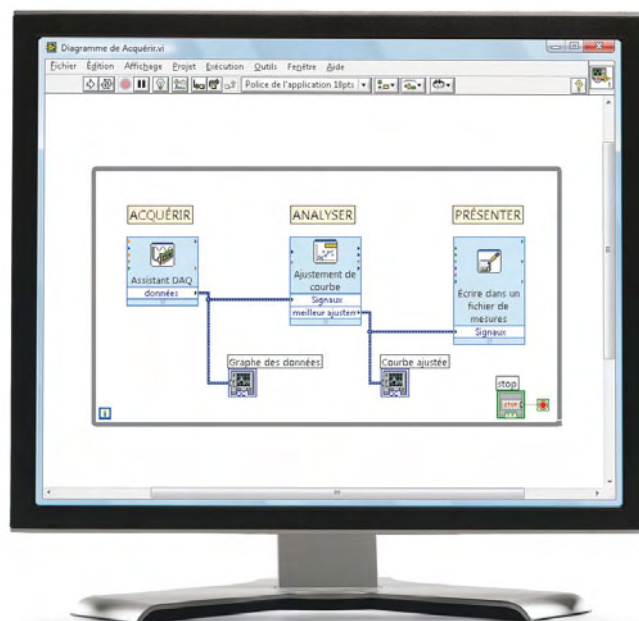 Diagramme de Acquérir.vi
Fichier Édition Affichage Projet Exécution Outils Fenêtre Aide
Police de l'application 18pts
ACQUÉRIR ANALYSER PRÉSENTER
Assistant DAQ
données
Ajustement de
courbe
Signaux
meilleur ajustem
Écrire dans un
fichier de
mesures
Signaux
Graphe des données
Courbe ajustée
stop
STOP
i